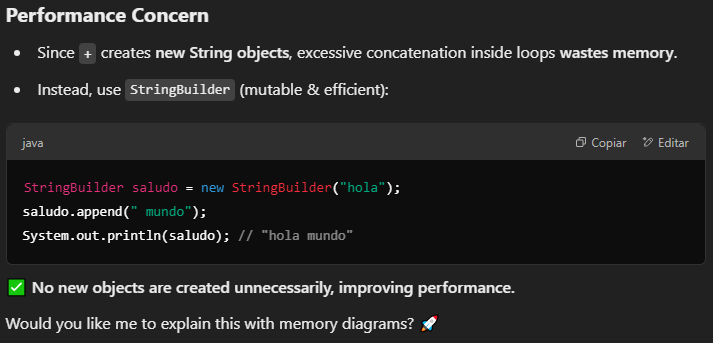 Performance Concern
• Since + creates new String objects, excessive concatenation inside loops wastes memory.
• Instead, use StringBuilder (mutable & efficient):
java Copiar Editar
StringBuilder saludo = new StringBuilder("hola");
saludo.append(" mundo");
System.out.println(saludo); // "hola mundo"
✅ No new objects are created unnecessarily, improving performance.
Would you like me to explain this with memory diagrams? 🚀